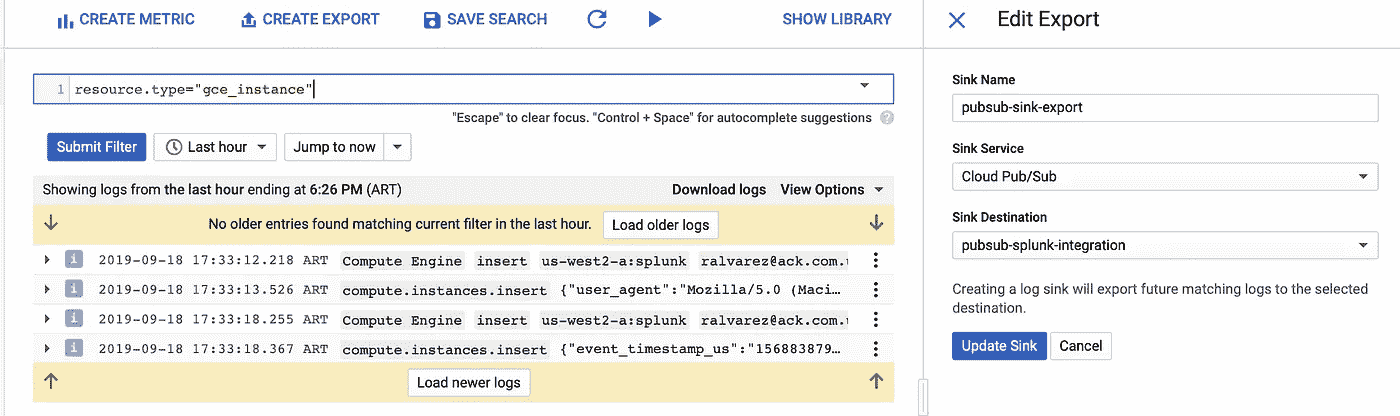 CREATE METRIC CREATE EXPORT SAVE SEARCH SHOW LIBRARY
1 resource.type="gce_instance"
"Escape" to clear focus. "Control + Space" for autocomplete suggestions ?
Submit Filter Last hour Jump to now
Showing logs from the last hour ending at 6:26 PM (ART) Download logs View Options
No older entries found matching current filter in the last hour. Load older logs
i 2019-09-18 17:33:12.218 ART Compute Engine insert us-west2-a:splunk ralvarez@ack.com.
i 2019-09-18 17:33:13.526 ART compute.instances.insert {"user_agent":"Mozilla/5.0 (Maci…
i 2019-09-18 17:33:18.255 ART Compute Engine insert us-west2-a:splunk ralvarez@ack.com.
i 2019-09-18 17:33:18.367 ART compute.instances.insert {"event_timestamp_us":"156883879…
Load newer logs
Edit Export
Sink Name
pubsub-sink-export
Sink Service
Cloud Pub/Sub
Sink Destination
pubsub-splunk-integration
Creating a log sink will export future matching logs to the selected
destination.
Update Sink Cancel